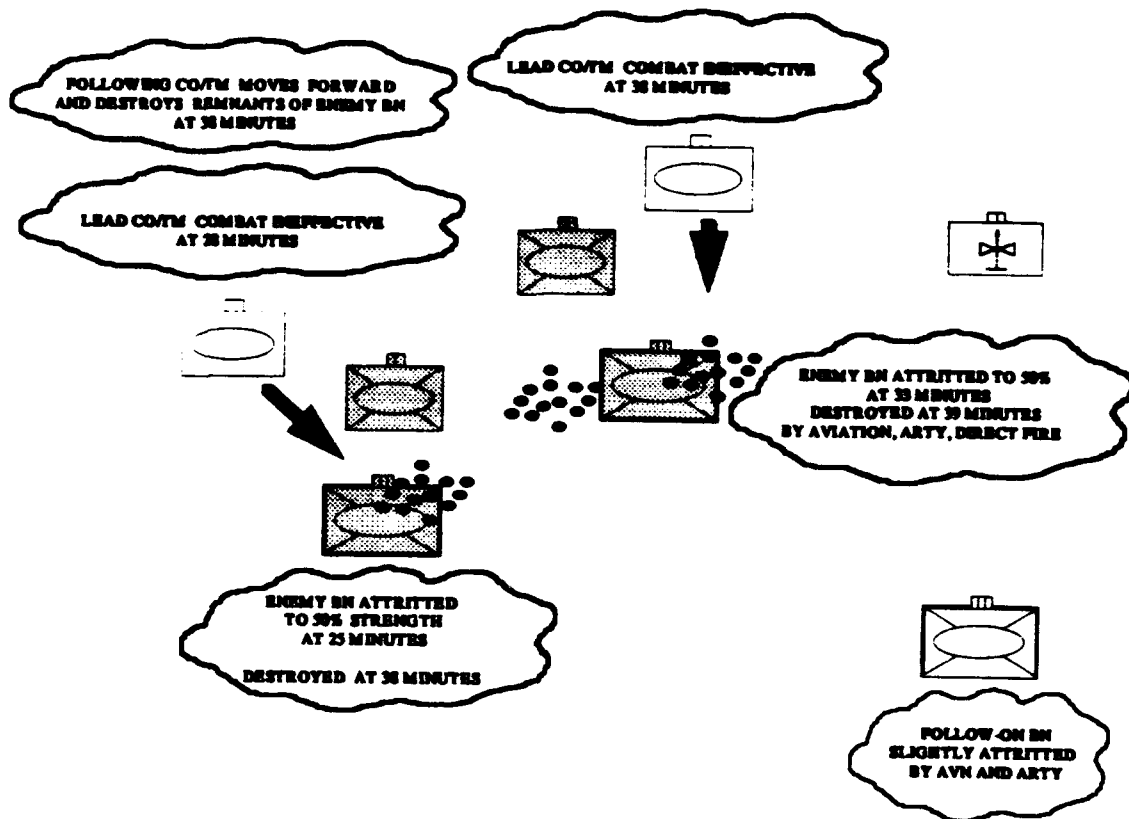 FOLLOWING CO/TM MOVES FORWARD
AND DESTROYS REMNANTS OF ENEMY BN
AT 38 MINUTES
LEAD CO/TM COMBAT INEFFECTIVE
AT 38 MINUTES
LEAD CO/TM COMBAT INEFFECTIVE
AT 28 MINUTES
ENEMY BN ATTRITTED TO 50%
AT 33 MINUTES
DESTROYED AT 39 MINUTES
BY AVIATION, ARTY, DIRECT FIRE
ENEMY BN ATTRITTED
TO 50% STRENGTH
AT 25 MINUTES
DESTROYED AT 38 MINUTES
FOLLOW-ON BN
SLIGHTLY ATTRITTED
BY AVN AND ARTY